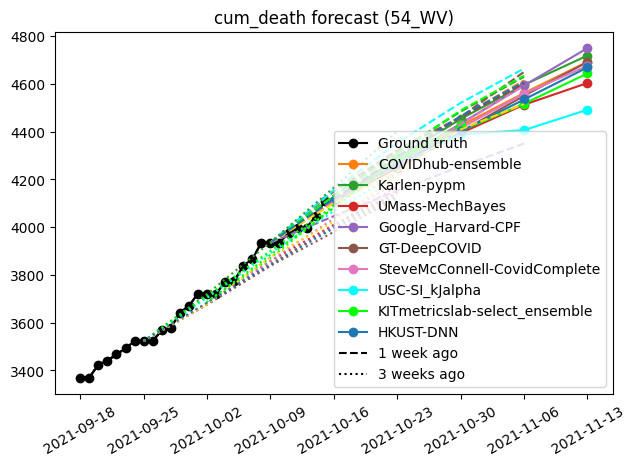 cum_death forecast (54_WV)
4800
4600
4400
4200
4000
3800
3600
3400
Ground truth
COVIDhub-ensemble
Karlen-pypm
UMass-MechBayes
Google_Harvard-CPF
GT-DeepCOVID
SteveMcConnell-CovidComplete
USC-SI_kJalpha
KITmetricslab-select_ensemble
HKUST-DNN
1 week ago
3 weeks ago
2021-09-18
2021-09-25
2021-10-02
2021-10-09
2021-10-16
2021-10-23
2021-10-30
2021-11-06
2021-11-13